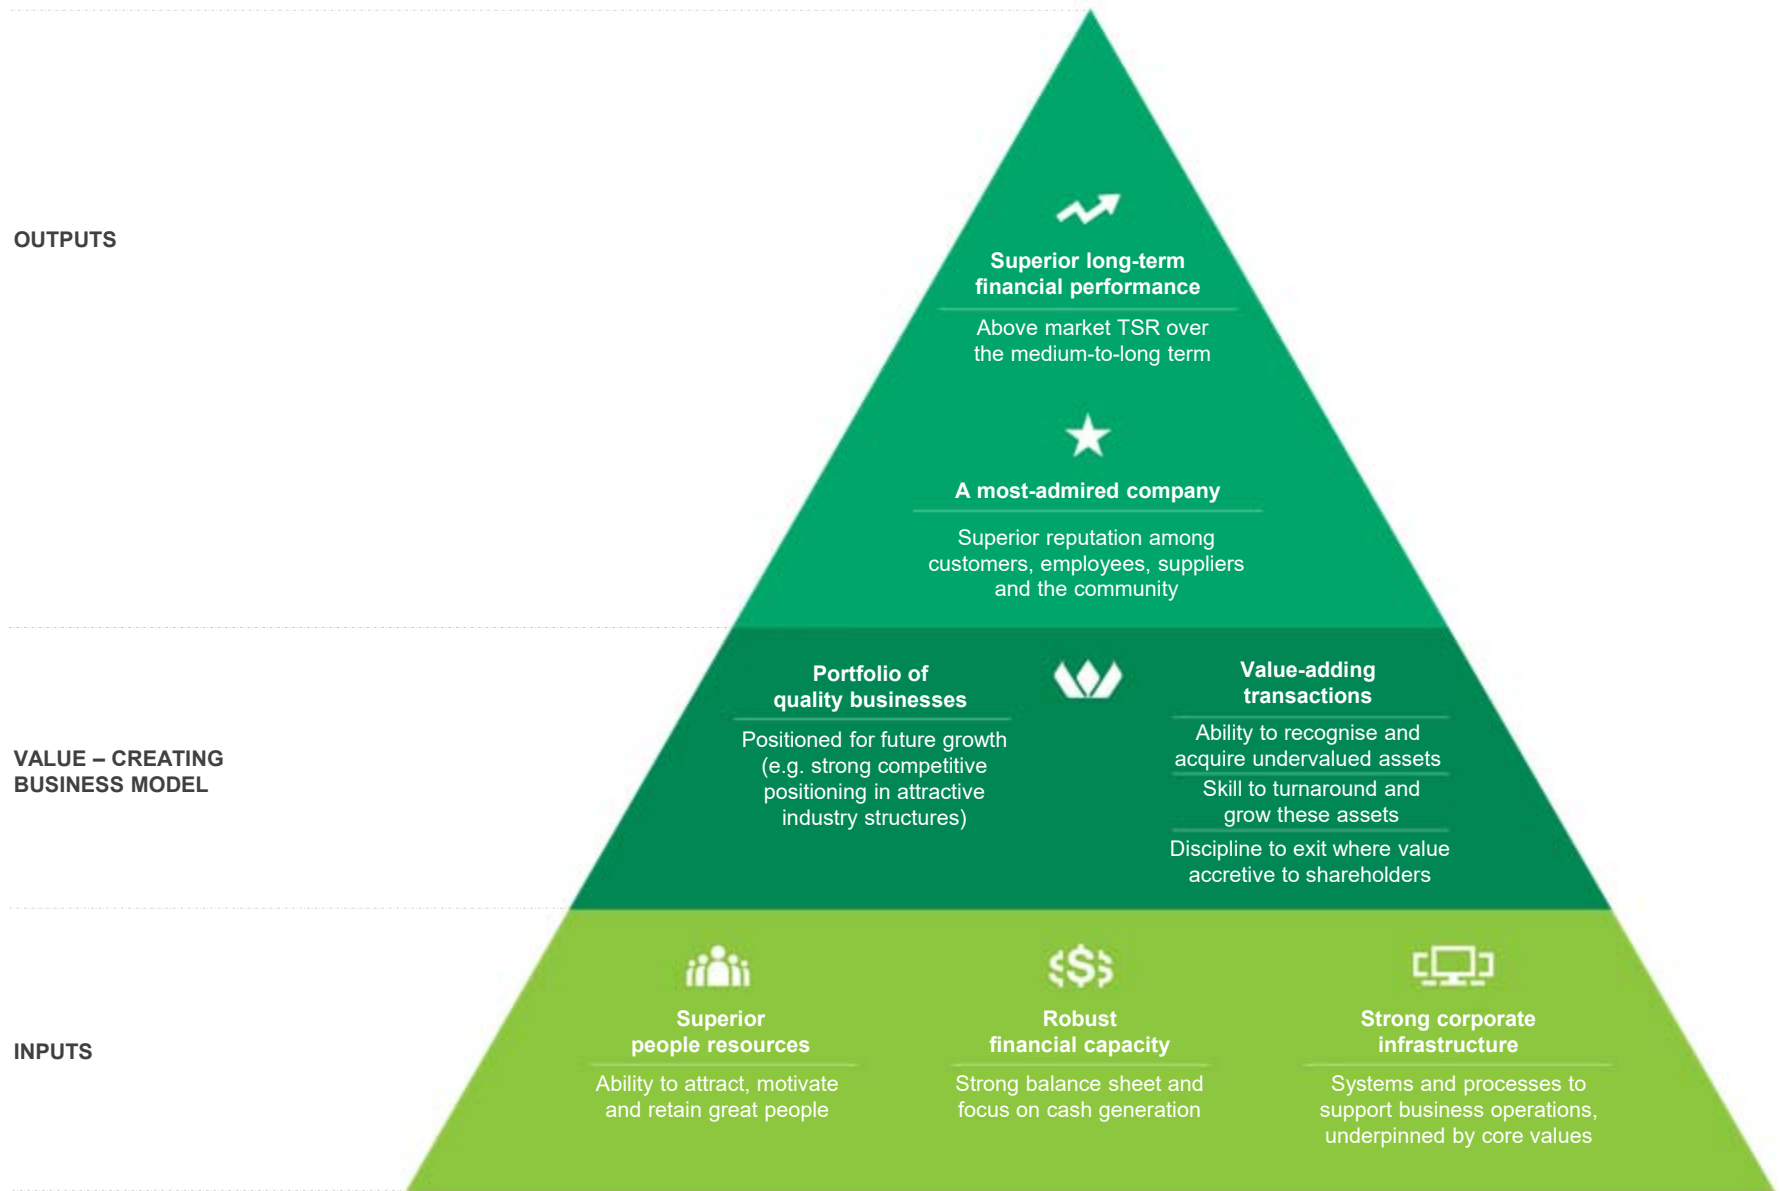 OUTPUTS
Superior long-term
financial performance
Above market TSR over
the medium-to-long term
A most-admired company
Superior reputation among
customers, employees, suppliers
and the community
VALUE – CREATING
BUSINESS MODEL
Portfolio of
quality businesses
Positioned for future growth
(e.g. strong competitive
positioning in attractive
industry structures)
Value-adding
transactions
Ability to recognise and
acquire undervalued assets
Skill to turnaround and
grow these assets
Discipline to exit where value
accretive to shareholders
INPUTS
Superior
people resources
Ability to attract, motivate
and retain great people
Robust
financial capacity
Strong balance sheet and
focus on cash generation
Strong corporate
infrastructure
Systems and processes to
support business operations,
underpinned by core values